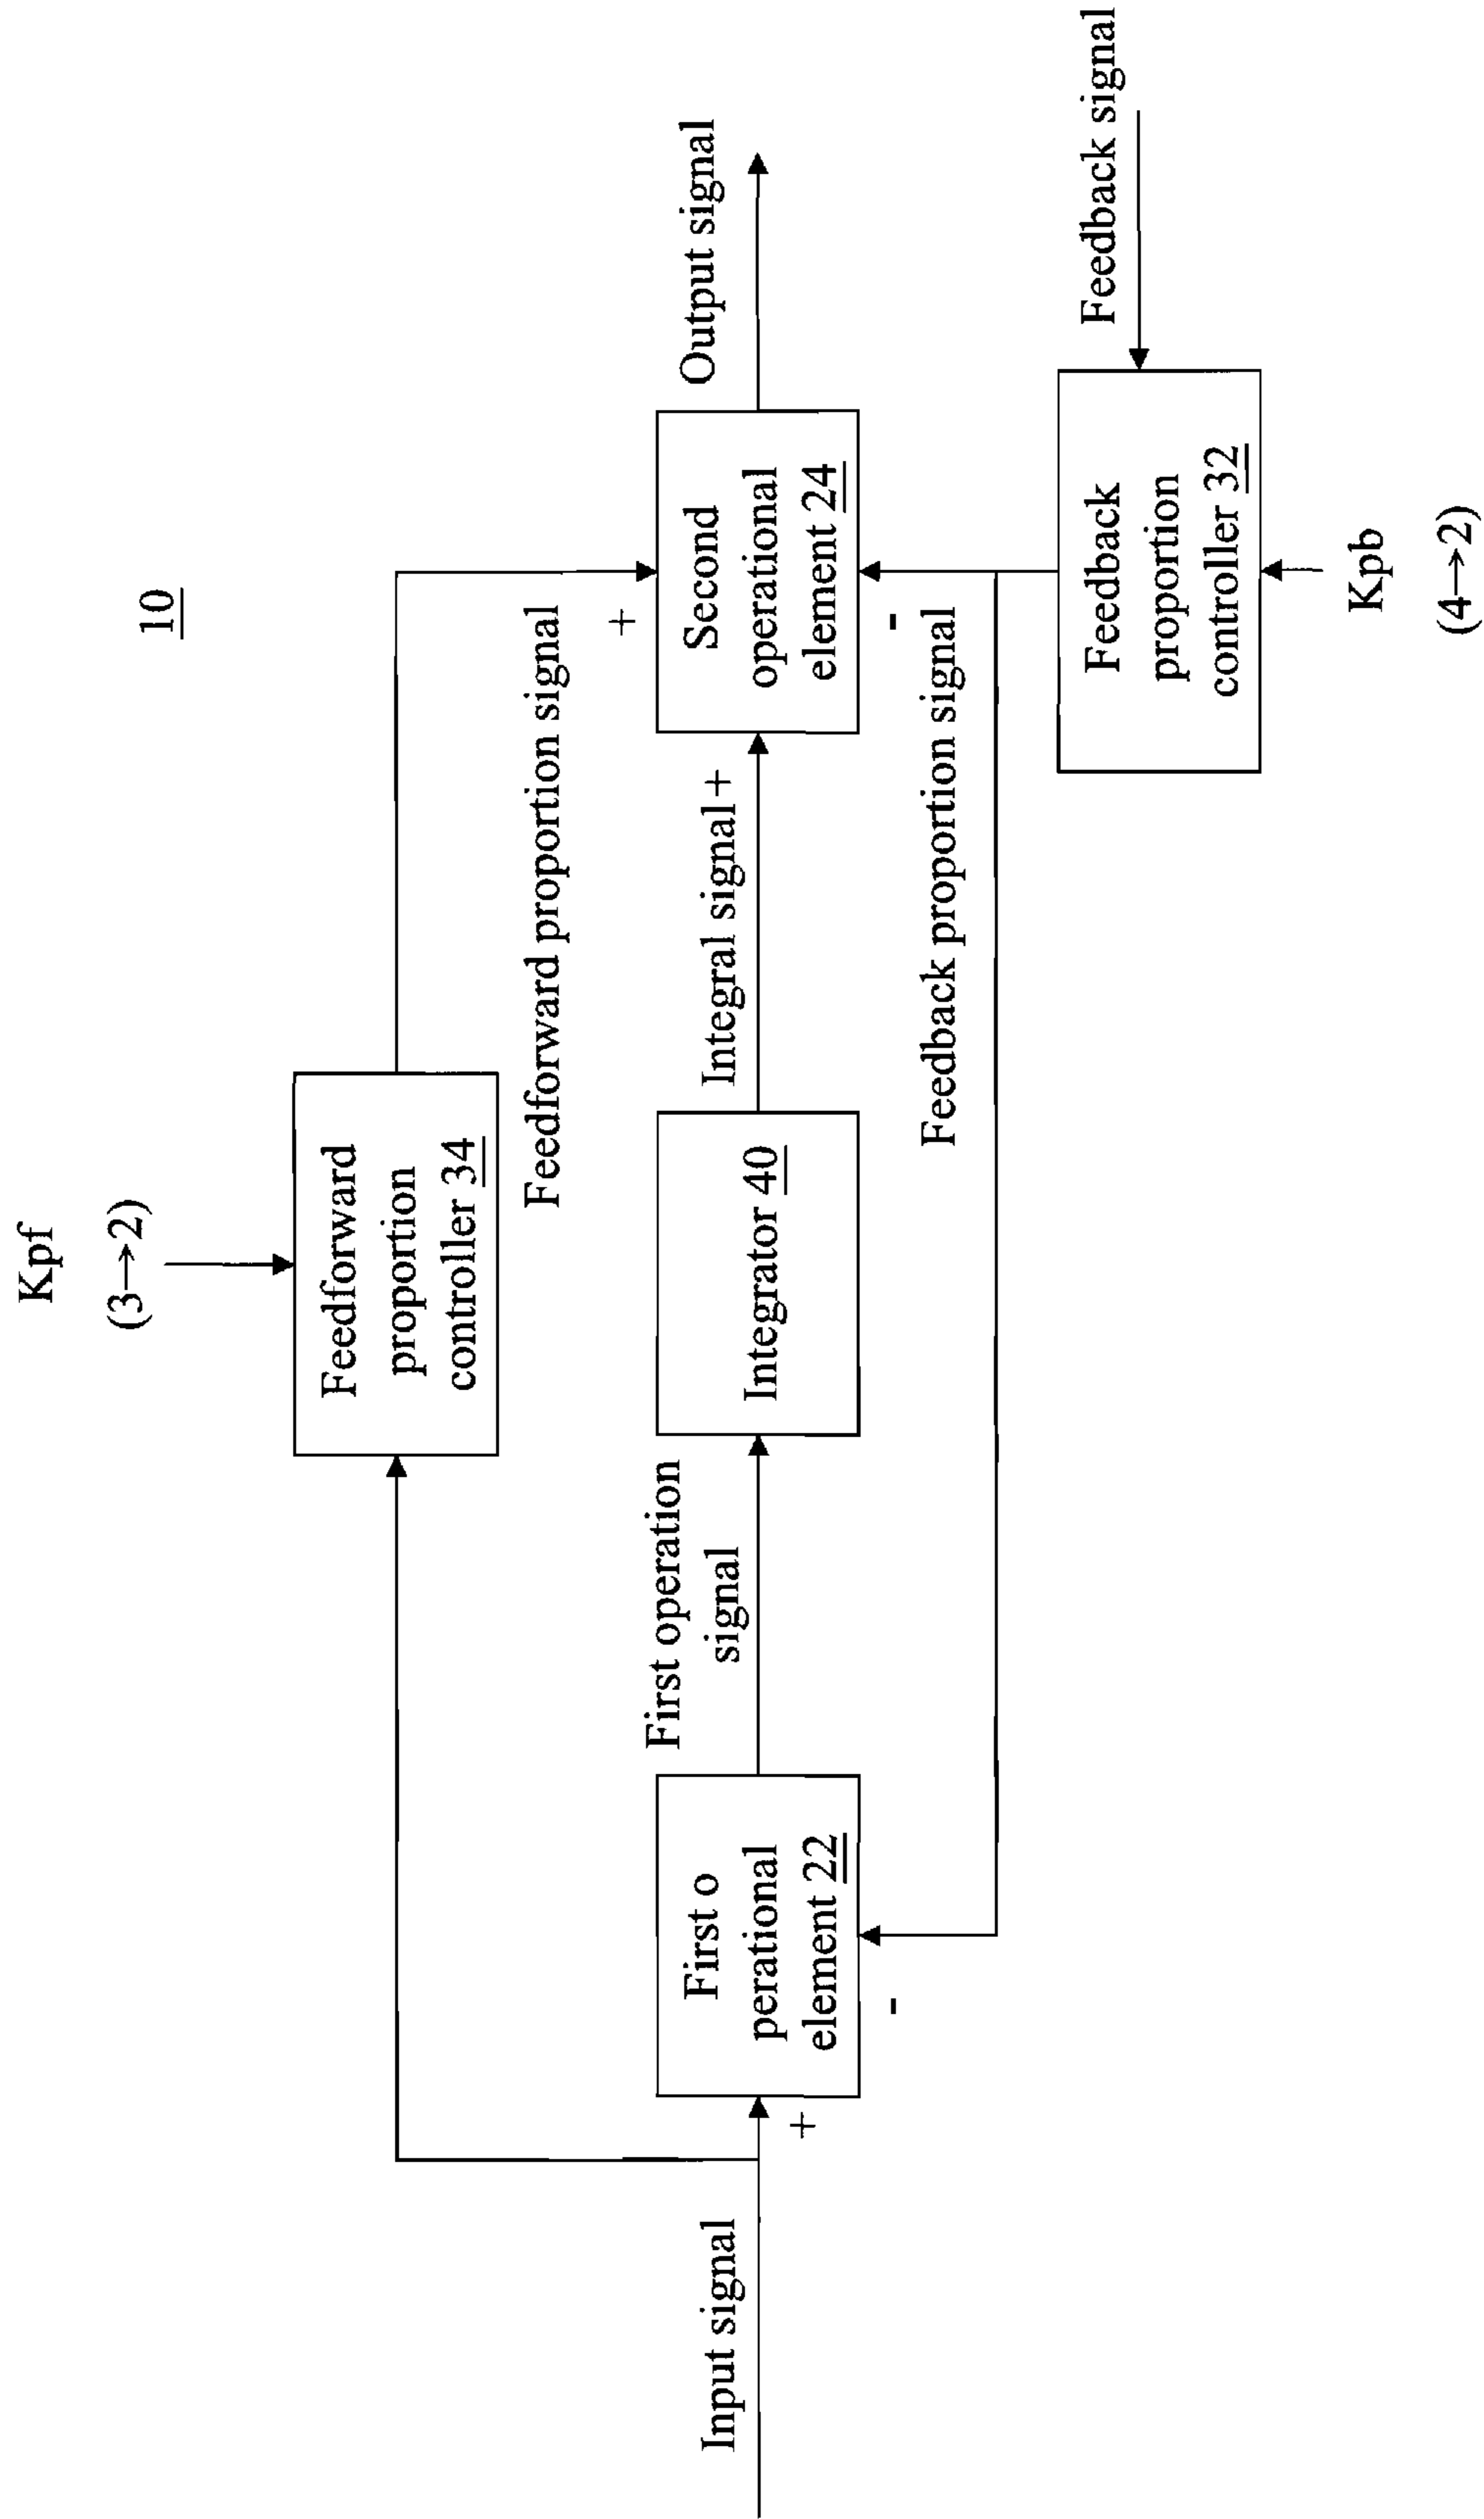 10
Kpf
(3→2)
Feedforward
proportion
controller 34
Feedforward proportion signal
+
Input signal
+
First o
perational
element 22
-
First operation
signal
Integrator 40
Integral signal+
Second
operational
element 24
-
Output signal
Feedback proportion signal
Feedback signal
Feedback
proportion
controller 32
Kpb
(4→2)